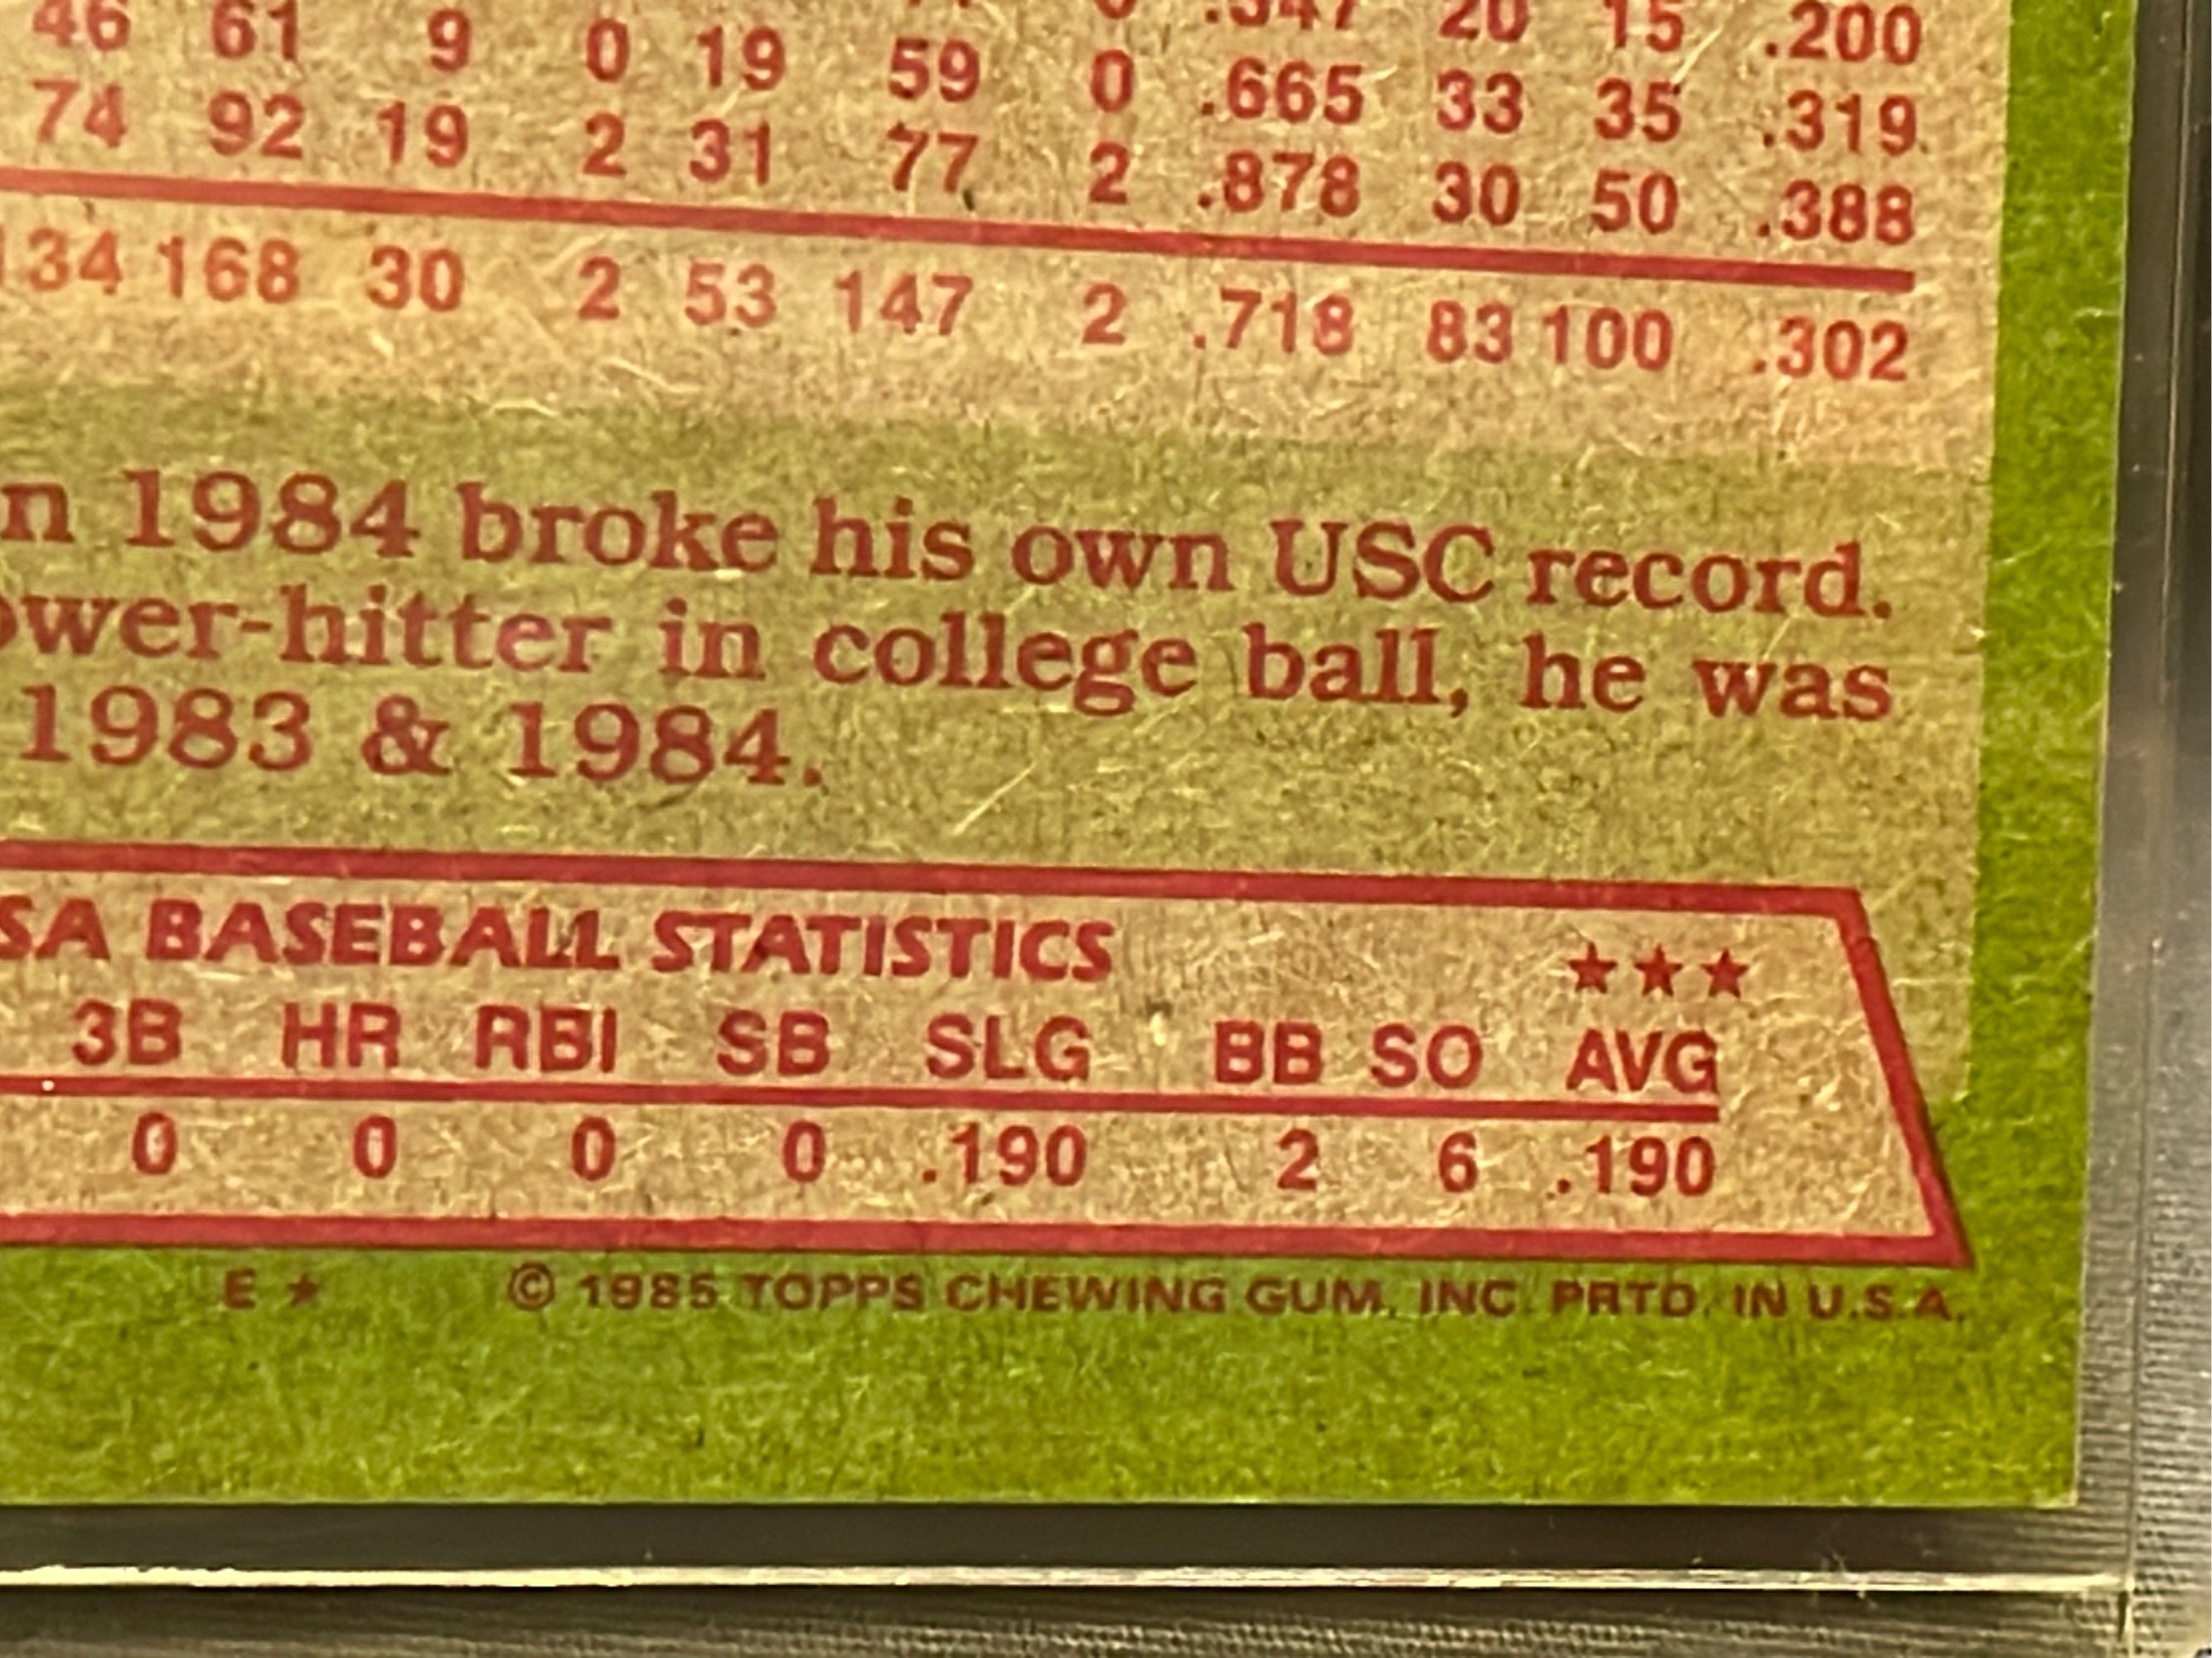 46 61 9 0 19 59 0 .665 33 35 .319
74 92 19 2 31 77 2 .878 30 50 .388
134 168 30 2 53 147 2 .718 83 100 .302
n 1984 broke his own USC record.
ower-hitter in college ball, he was
1983 & 1984.
SA BASEBALL STATISTICS ★★★
3B HR RBI SB SLG BB SO AVG
0 0 0 0 .190 2 6 .190
E★ © 1985 TOPPS CHEWING GUM, INC. PRTD. IN U.S.A.